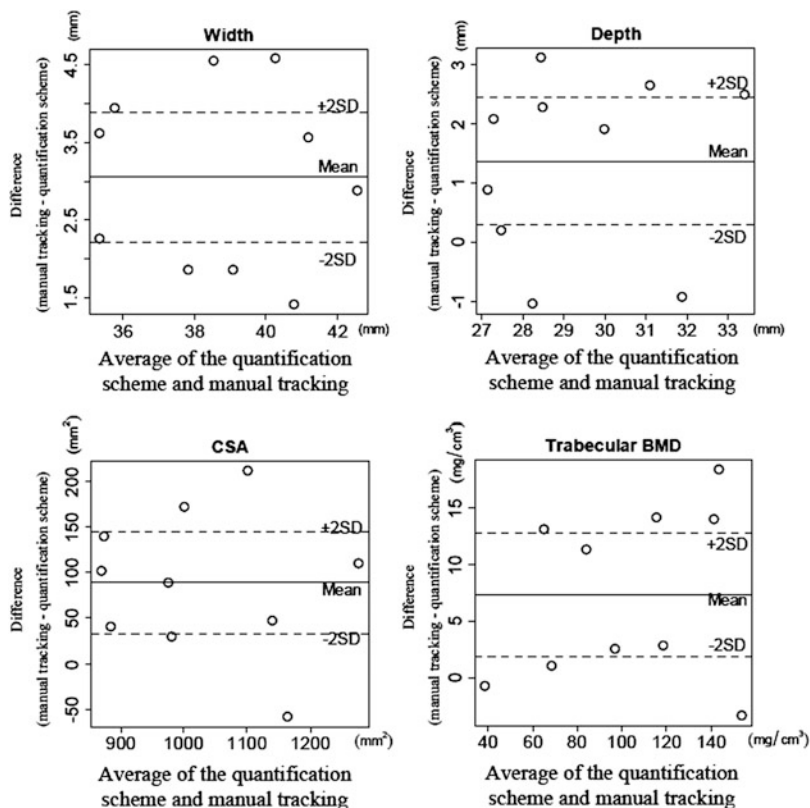 Width
(mm)
Difference
(manual tracking - quantification scheme)
4.5
3.5
2.5
1.5
+2SD
Mean
-2SD
36 38 40 42 (mm)
Average of the quantification
scheme and manual tracking
Depth
(mm)
Difference
(manual tracking - quantification scheme)
3
2
1
0
-1
+2SD
Mean
-2SD
27 28 29 30 31 32 33 (mm)
Average of the quantification
scheme and manual tracking
CSA
(mm²)
Difference
(manual tracking - quantification scheme)
200
150
100
50
0
-50
+2SD
Mean
-2SD
900 1000 1100 1200 (mm²)
Average of the quantification
scheme and manual tracking
Trabecular BMD
(mg/cm³)
Difference
(manual tracking - quantification scheme)
15
10
5
0
+2SD
Mean
-2SD
40 60 80 100 120 140 (mg/cm³)
Average of the quantification
scheme and manual tracking